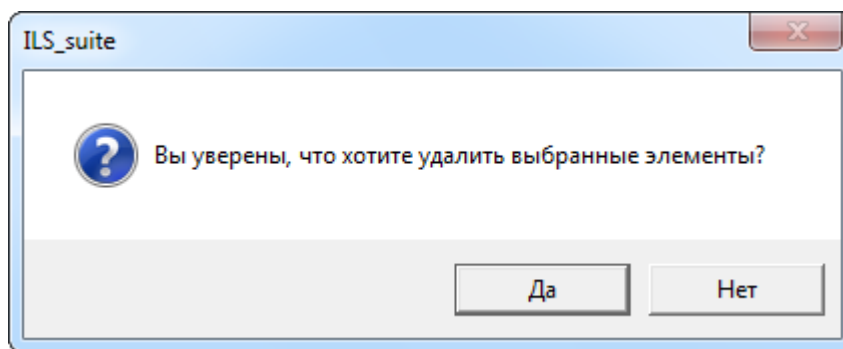 ILS_suite
Вы уверены, что хотите удалить выбранные элементы?
Да
Нет